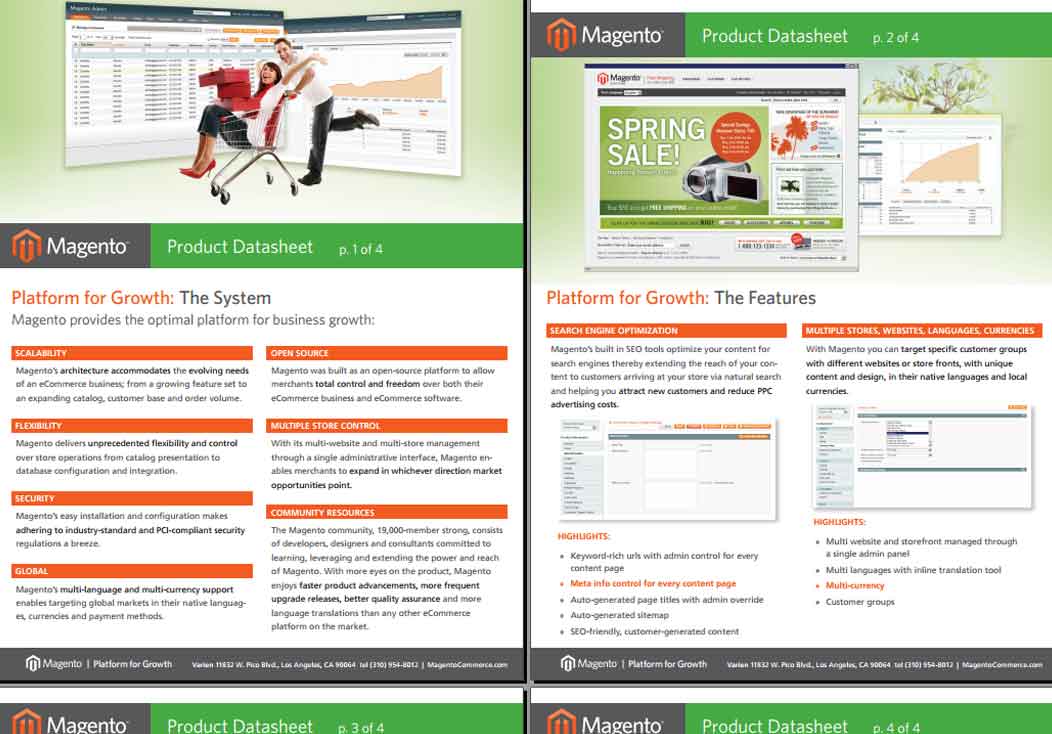 Magento Admin
Magento
Product Datasheet
p. 1 of 4
Platform for Growth: The System
Magento provides the optimal platform for business growth:
SCALABILITY
Magento's architecture accommodates the evolving needs
of an eCommerce business; from a growing feature set to
an expanding catalog, customer base and order volume.
FLEXIBILITY
Magento delivers unprecedented flexibility and control
over store operations from catalog presentation to
database configuration and integration.
SECURITY
Magento's easy installation and configuration makes
adhering to industry-standard and PCI-compliant security
regulations a breeze.
GLOBAL
Magento's multi-language and multi-currency support
enables targeting global markets in their native languag-
es, currencies and payment methods.
OPEN SOURCE
Magento was built as an open-source platform to allow
merchants total control and freedom over both their
eCommerce business and eCommerce software.
MULTIPLE STORE CONTROL
With its multi-website and multi-store management
through a single administrative interface, Magento en-
ables merchants to expand in whichever direction market
opportunities point.
COMMUNITY RESOURCES
The Magento community, 19,000-member strong, consists
of developers, designers and consultants committed to
learning, leveraging and extending the power and reach
of Magento. With more eyes on the product, Magento
enjoys faster product advancements, more frequent
upgrade releases, better quality assurance and more
language translations than any other eCommerce
platform on the market.
Magento | Platform for Growth
Varien 11832 W. Pico Blvd., Los Angeles, CA 90064 tel (310) 954-8012 | MagentoCommerce.com
Magento
Product Datasheet
p. 2 of 4
Magento
SPRING
SALE!
FREE SHIPPING
1-800-123-1230
Platform for Growth: The Features
SEARCH ENGINE OPTIMIZATION
Magento's built in SEO tools optimize your content for
search engines thereby extending the reach of your con-
tent to customers arriving at your store via natural search
and helping you attract new customers and reduce PPC
advertising costs.
HIGHLIGHTS:
• Keyword-rich urls with admin control for every
content page
• Meta info control for every content page
• Auto-generated page titles with admin override
• Auto-generated sitemap
• SEO-friendly, customer-generated content
MULTIPLE STORES, WEBSITES, LANGUAGES, CURRENCIES
With Magento you can target specific customer groups
with different websites or store fronts, with unique
content and design, in their native languages and local
currencies.
HIGHLIGHTS:
• Multi website and storefront managed through
a single admin panel
• Multi languages with inline translation tool
• Multi-currency
• Customer groups
Magento | Platform for Growth
Varien 11832 W. Pico Blvd., Los Angeles, CA 90064 tel (310) 954-8012 | MagentoCommerce.com
Magento
Product Datasheet
p. 3 of 4
Magento
Product Datasheet
p. 4 of 4